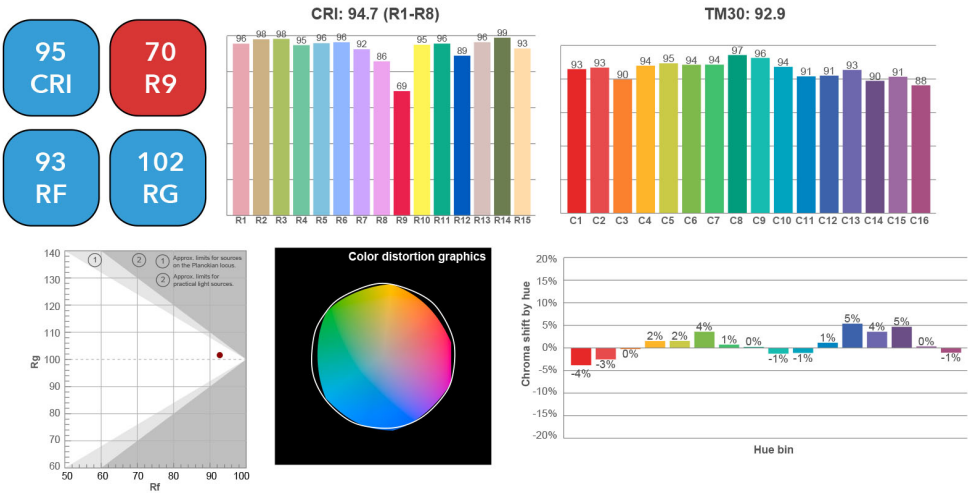 95
CRI
70
R9
93
RF
102
RG
CRI: 94.7 (R1-R8)
96 98 98 95 96 96 92 86 69 95 96 89 96 99 93
R1 R2 R3 R4 R5 R6 R7 R8 R9 R10 R11 R12 R13 R14 R15
TM30: 92.9
93 93 90 94 95 94 94 97 96 94 91 91 93 90 91 88
C1 C2 C3 C4 C5 C6 C7 C8 C9 C10 C11 C12 C13 C14 C15 C16
140
130
120
110
100
90
80
70
60
Rg
50 60 70 80 90 100
Rf
1
2
1 Approx. limits for sources
on the Planokian locus.
2 Approx. limits for
practical light sources.
Color distortion graphics
Chroma shift by hue
20%
15%
10%
5%
0%
-5%
-10%
-15%
-20%
-4% -3% 0% 2% 2% 4% 1% 0% -1% -1% 1% 5% 4% 5% 0% -1%
Hue bin